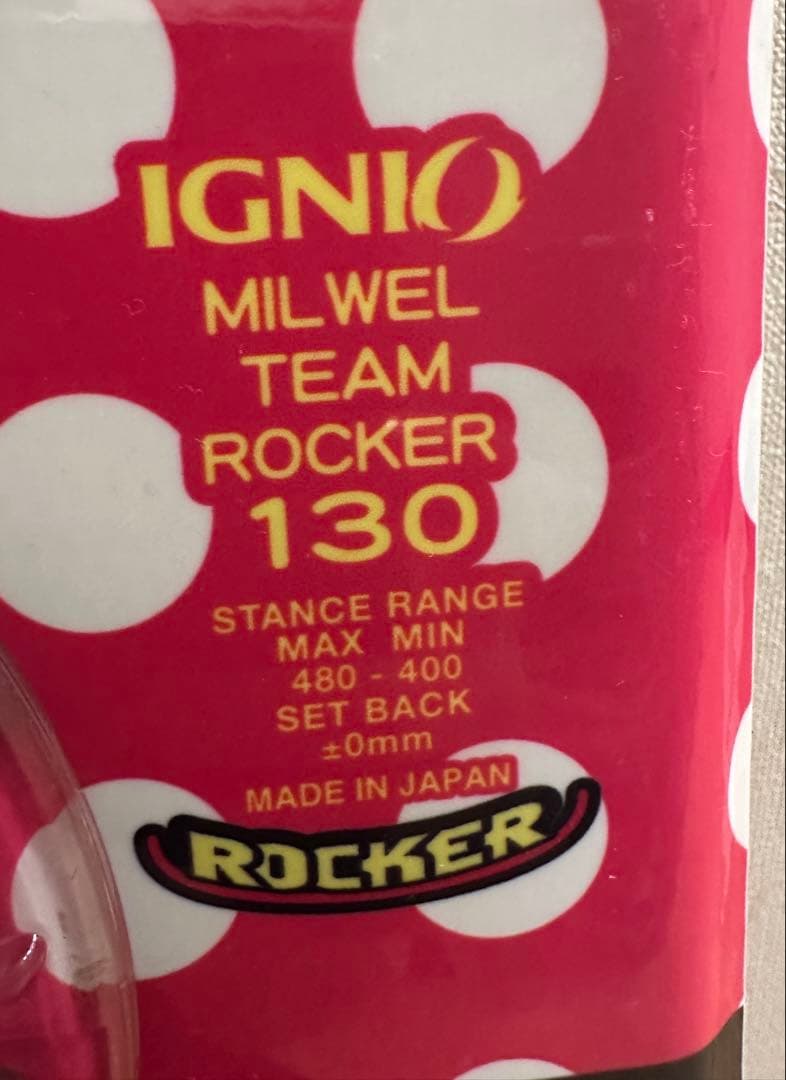 IGNIO
MILWEL
TEAM
ROCKER
130
STANCE RANGE
MAX MIN
480 - 400
SET BACK
±0mm
MADE IN JAPAN
ROCKER